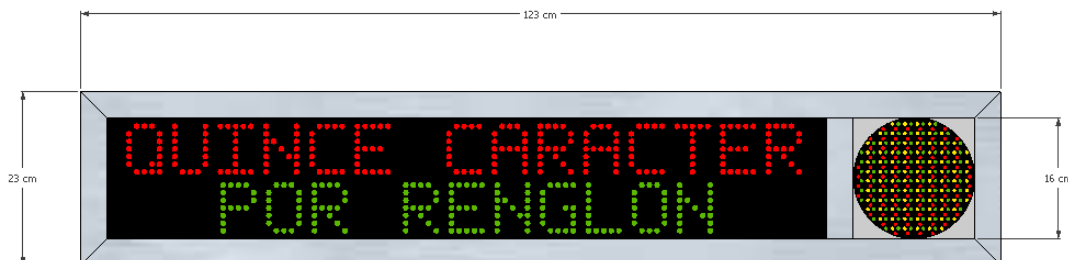 123 cm
QUINCE CARACTER
POR RENGLON
23 cm
16 cm